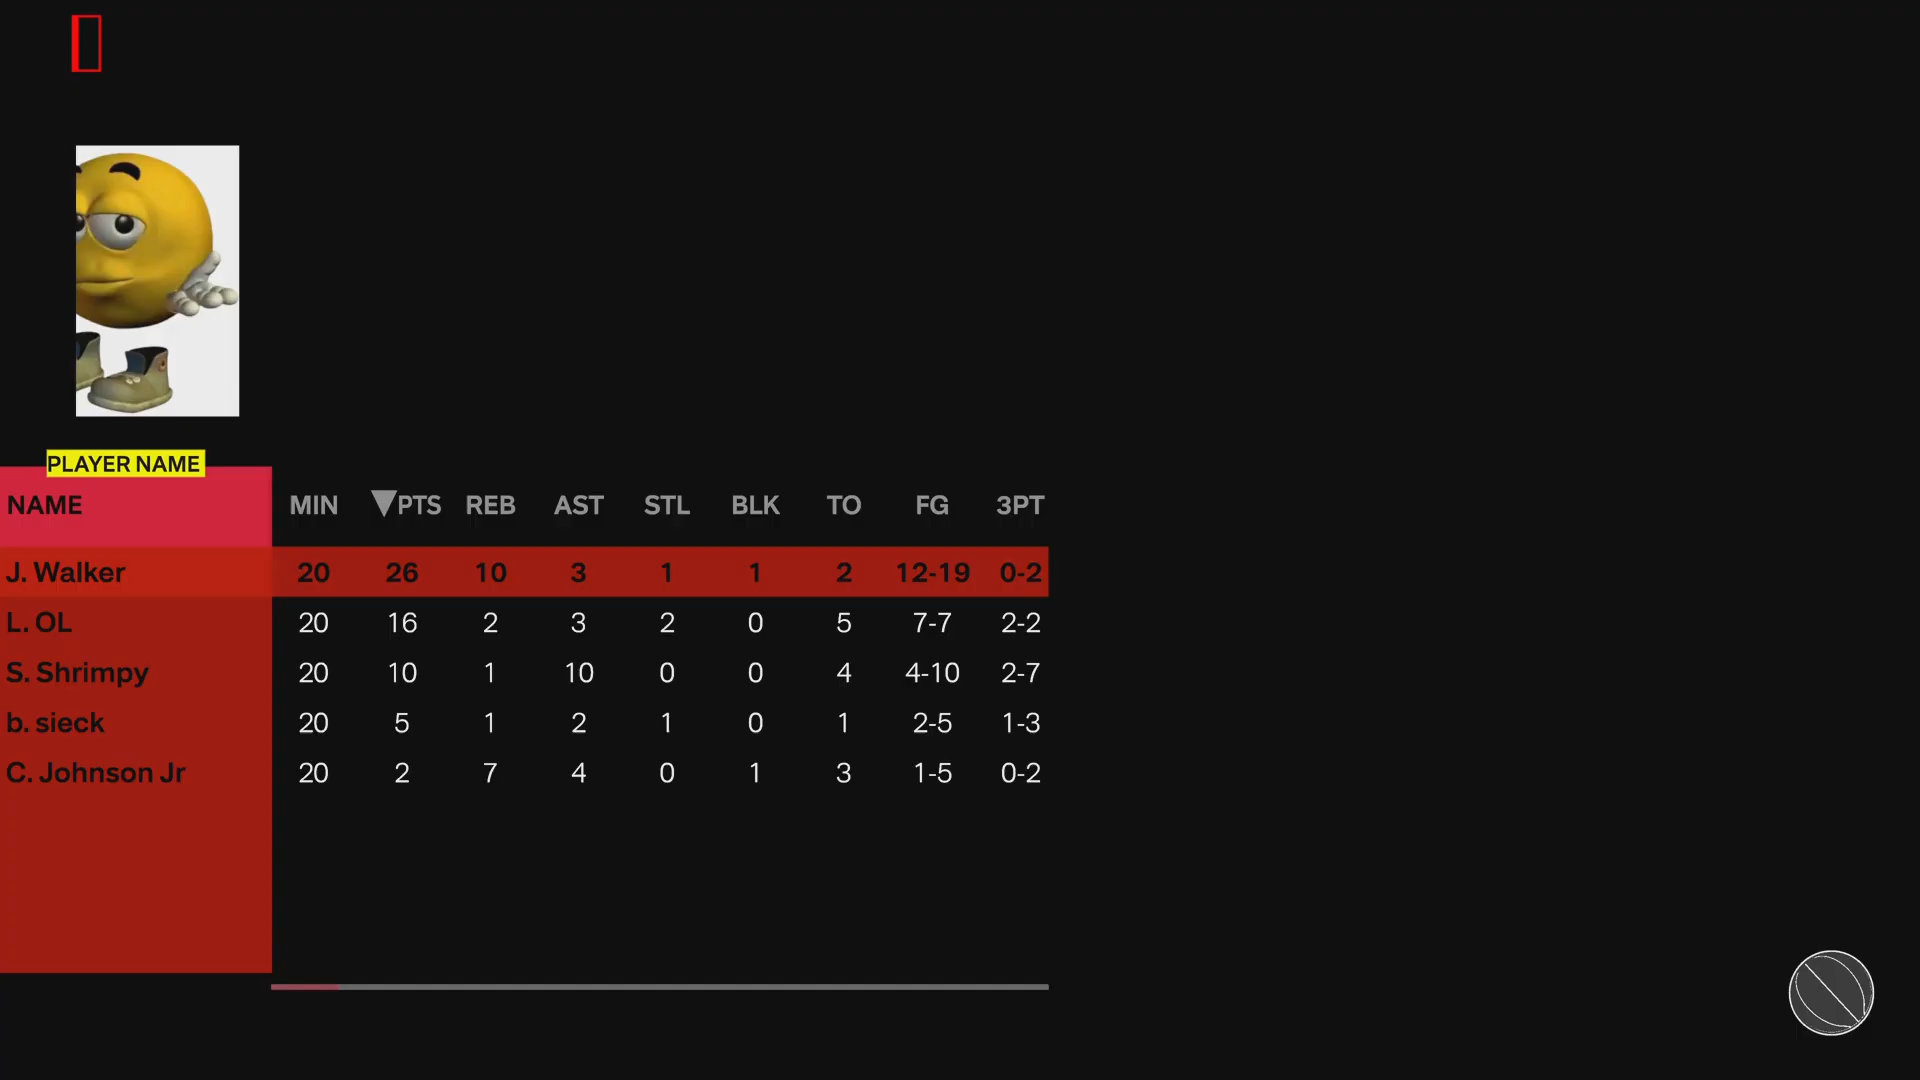 PLAYER NAME
NAME MIN ▼PTS REB AST STL BLK TO FG 3PT
J. Walker 20 26 10 3 1 1 2 12-19 0-2
L. OL 20 16 2 3 2 0 5 7-7 2-2
S. Shrimpy 20 10 1 10 0 0 4 4-10 2-7
b. sieck 20 5 1 2 1 0 1 2-5 1-3
C. Johnson Jr 20 2 7 4 0 1 3 1-5 0-2